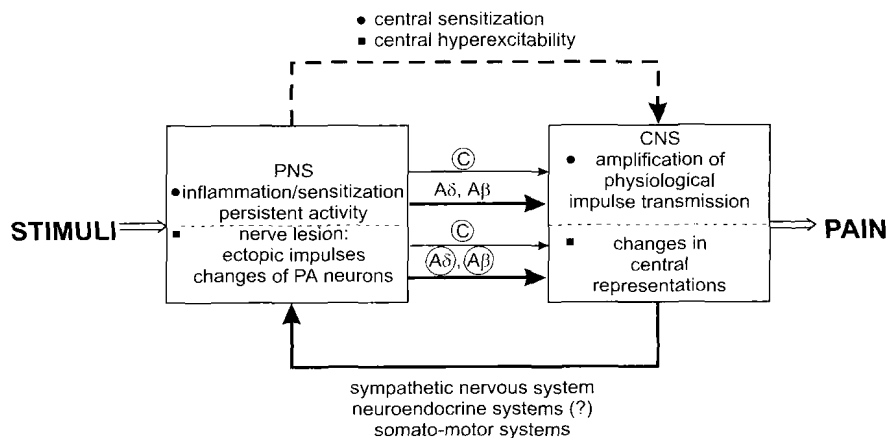 ● central sensitization
■ central hyperexcitability
STIMULI
PNS
● inflammation/sensitization
persistent activity
■ nerve lesion:
ectopic impulses
changes of PA neurons
C
Aδ, Aβ
C
Aδ, Aβ
CNS
● amplification of
physiological
impulse transmission
■ changes in
central
representations
PAIN
sympathetic nervous system
neuroendocrine systems (?)
somato-motor systems